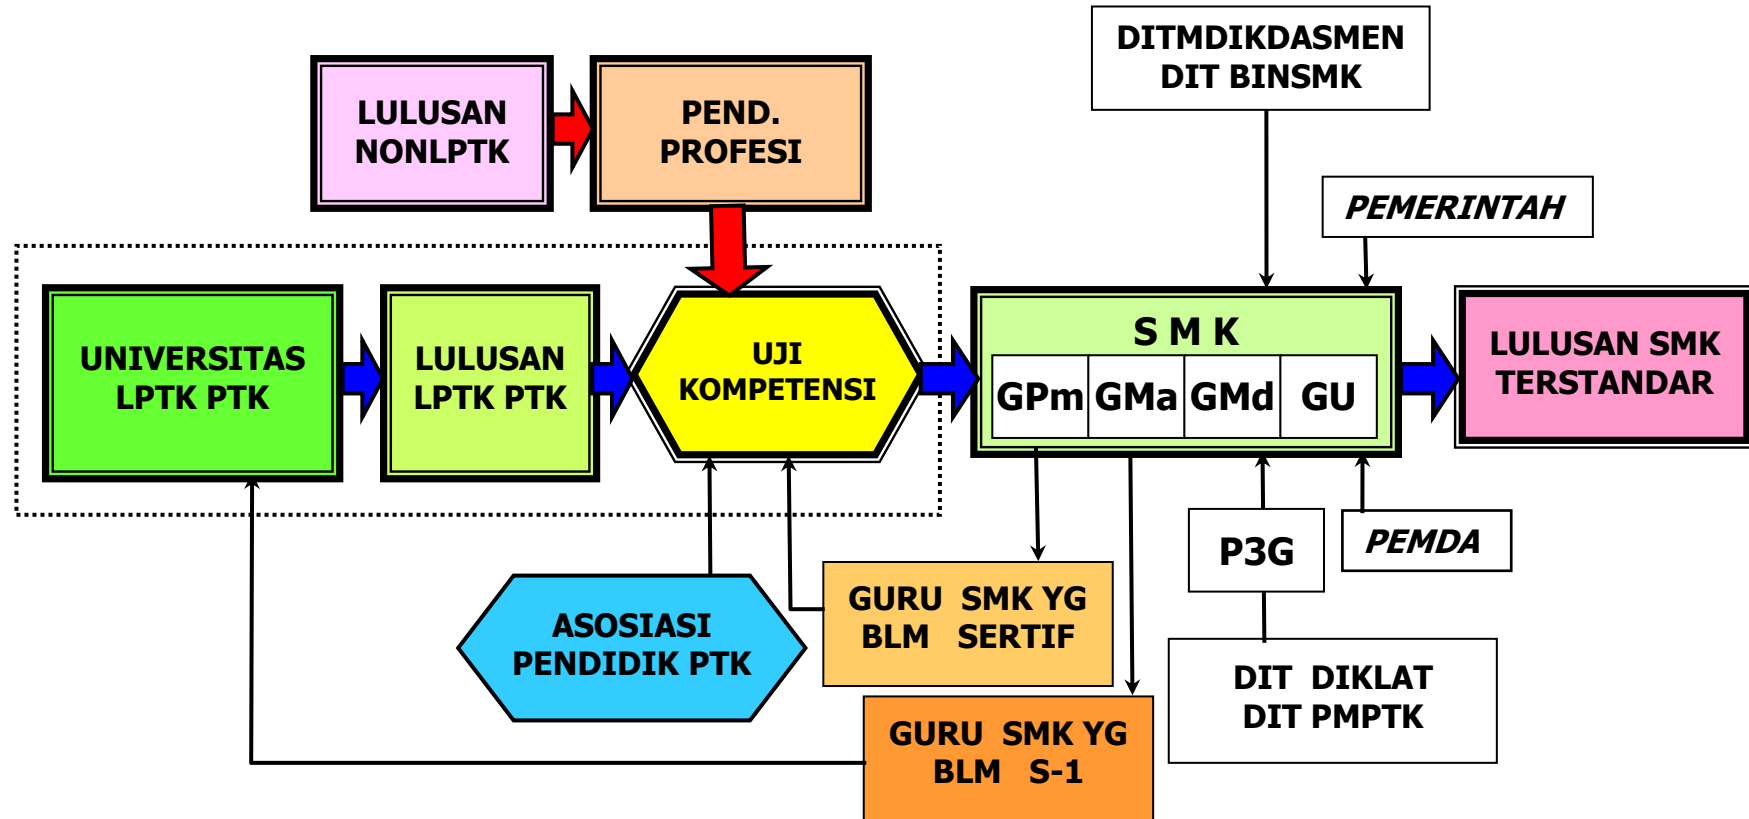 DITMDIKDASMEN
DIT BINSMK
LULUSAN
NONLPTK
PEND.
PROFESI
PEMERINTAH
UNIVERSITAS
LPTK PTK
LULUSAN
LPTK PTK
UJI
KOMPETENSI
S M K
GPm GMa GMd GU
LULUSAN SMK
TERSTANDAR
P3G
PEMDA
ASOSIASI
PENDIDIK PTK
GURU SMK YG
BLM SERTIF
DIT DIKLAT
DIT PMPTK
GURU SMK YG
BLM S-1